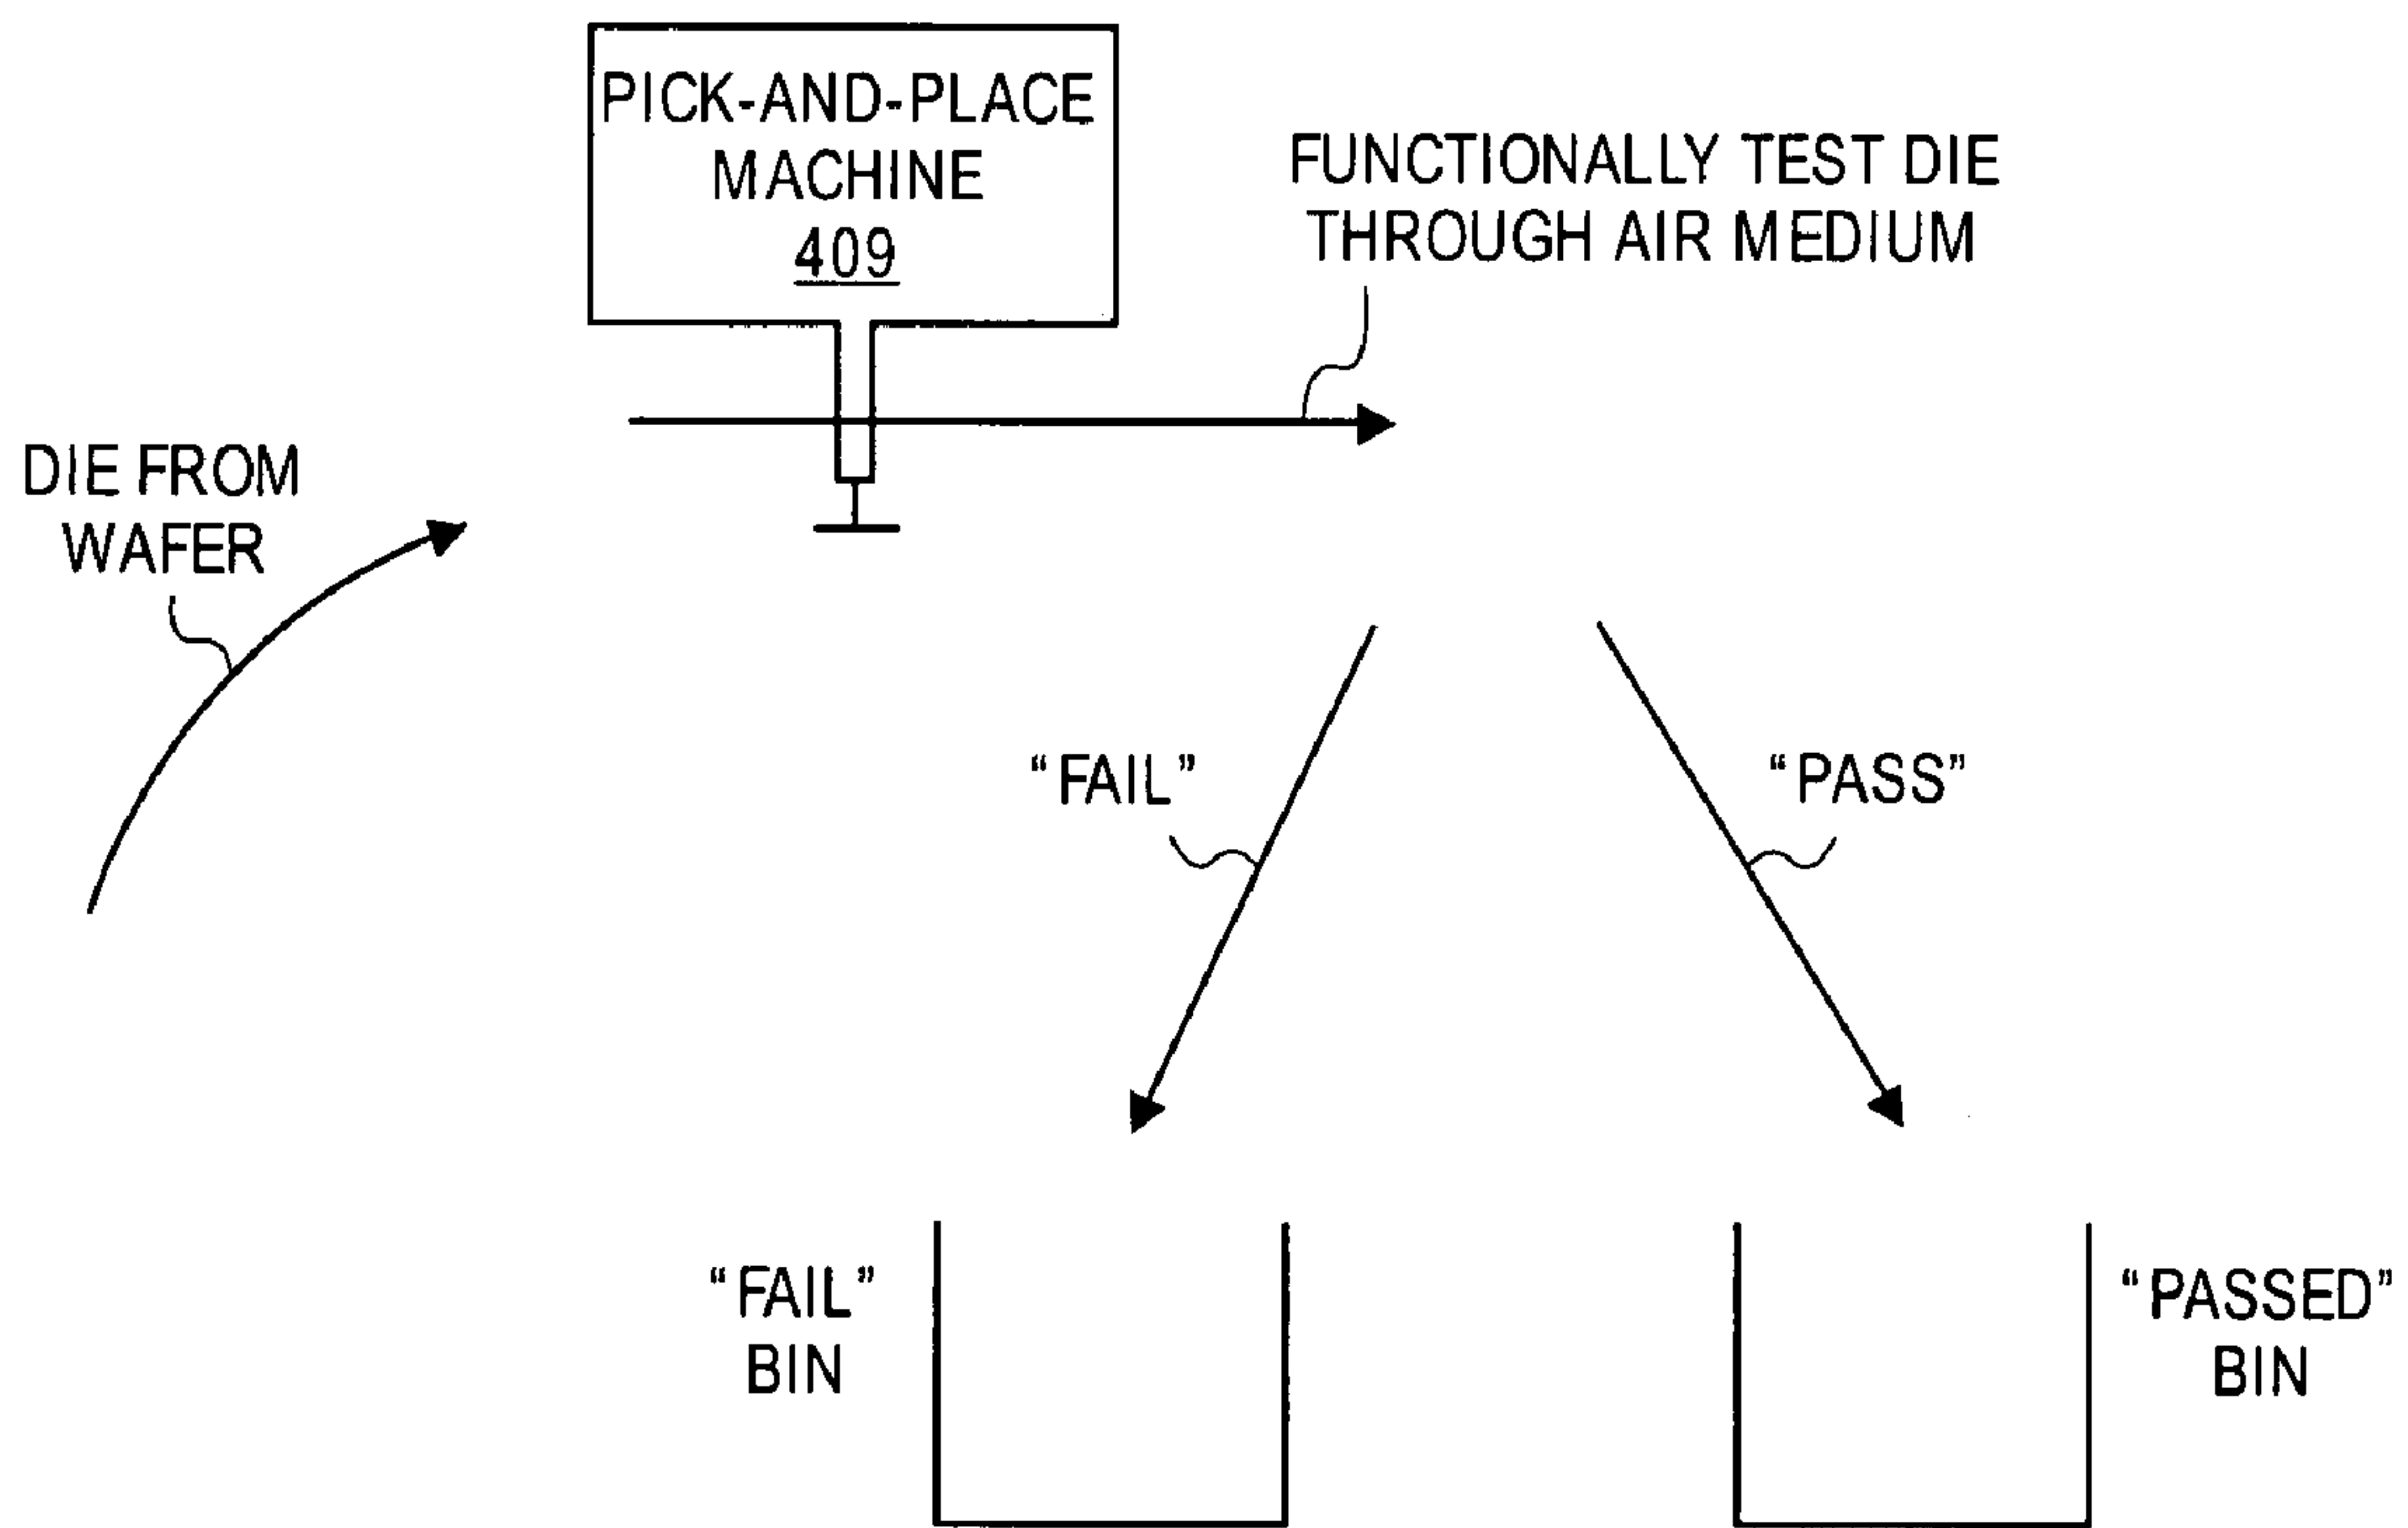 PICK-AND-PLACE
MACHINE
409
FUNCTIONALLY TEST DIE
THROUGH AIR MEDIUM
DIE FROM
WAFER
“FAIL”
“PASS”
“FAIL”
BIN
“PASSED”
BIN